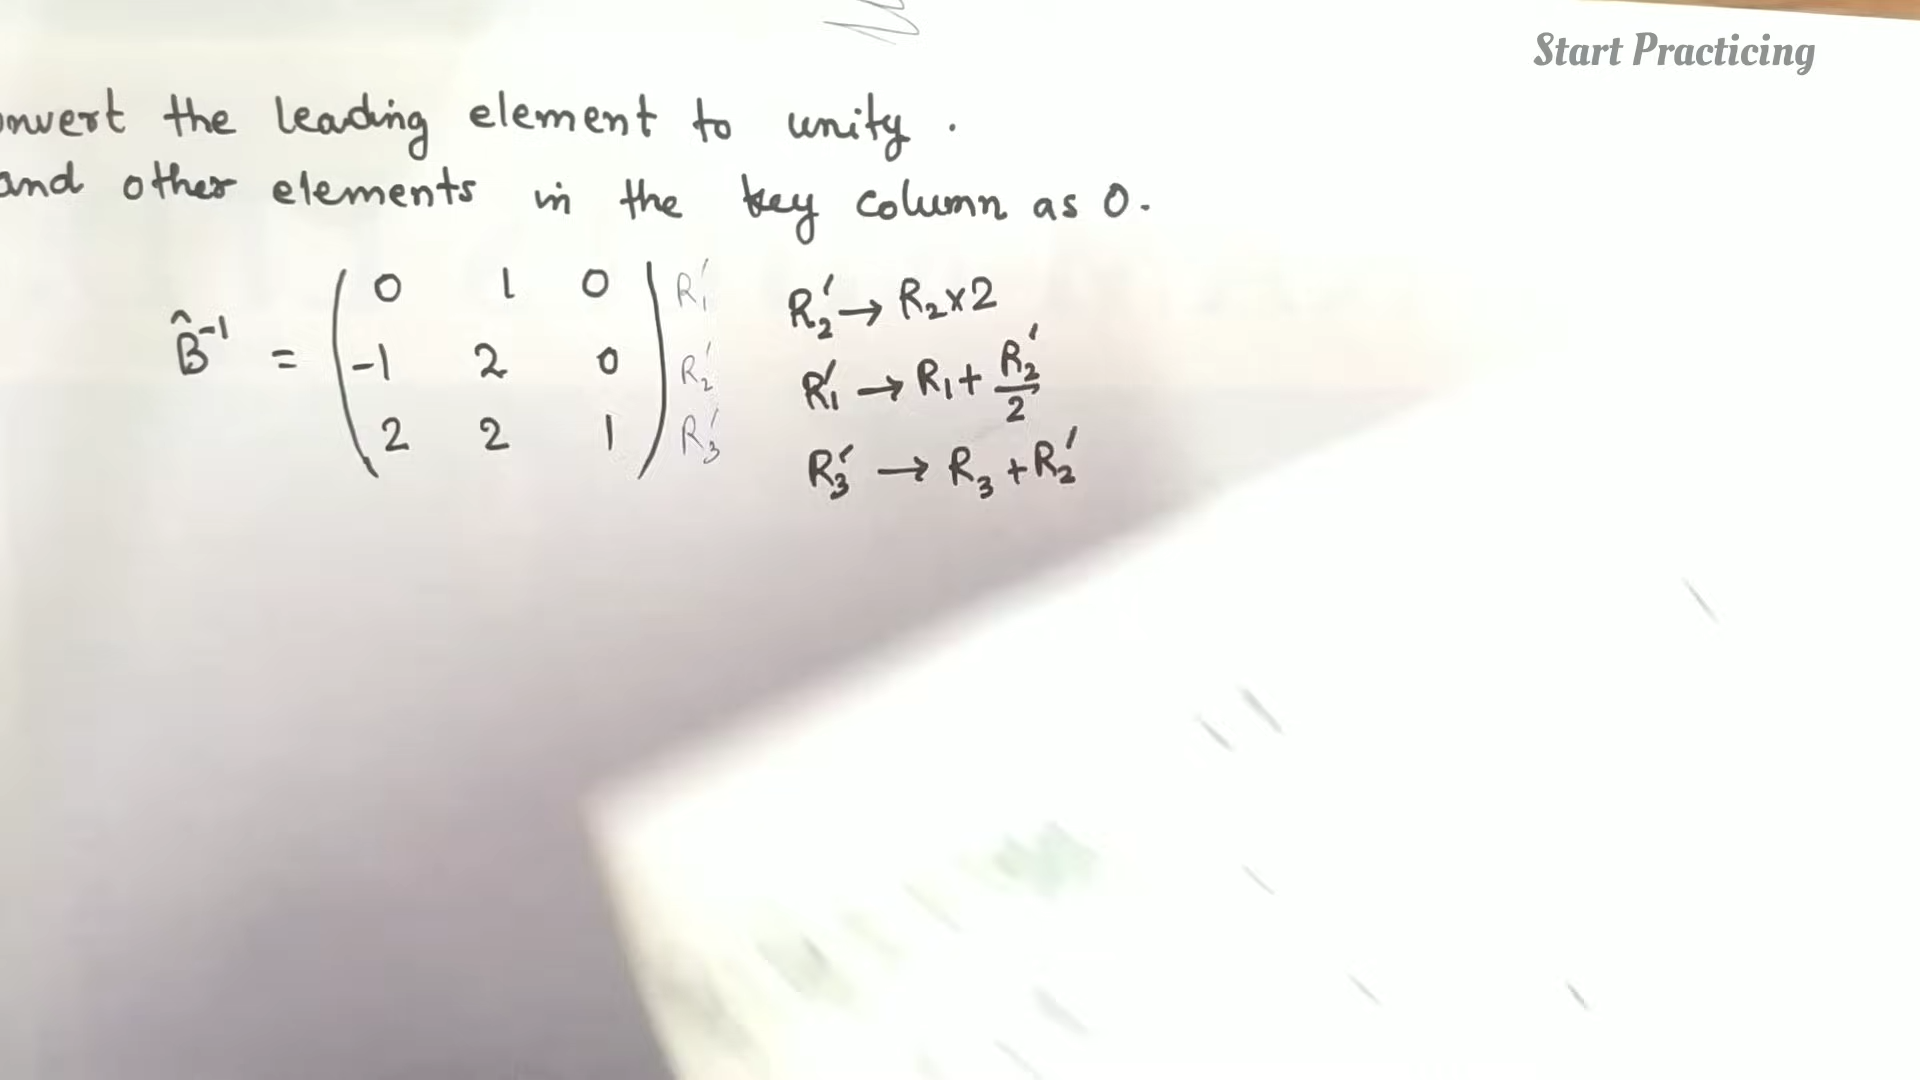 Start Practicing
onvert the leading element to unity .
and other elements in the key column as 0.
B̂⁻¹ = ( 0 1 0 ) R₁′
-1 2 0 R₂′
2 2 1 R₃′
R₂′ → R₂×2
R₁′ → R₁ + R₂′/2
R₃′ → R₃ + R₂′